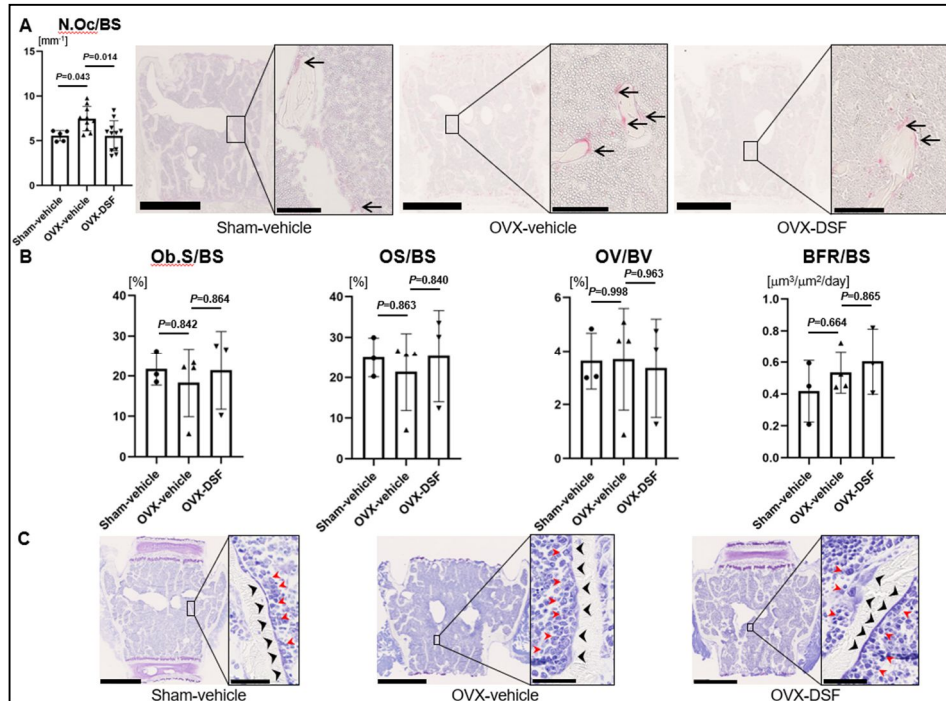 A
N.Oc/BS
[mm⁻¹]
15
10
5
0
P=0.014
P=0.043
Sham-vehicle
OVX-vehicle
OVX-DSF
Sham-vehicle
OVX-vehicle
OVX-DSF
B
Ob.S/BS
[%]
40
30
20
10
0
P=0.864
P=0.842
Sham-vehicle
OVX-vehicle
OVX-DSF
OS/BS
[%]
40
30
20
10
0
P=0.840
P=0.863
Sham-vehicle
OVX-vehicle
OVX-DSF
OV/BV
[%]
6
4
2
0
P=0.963
P=0.998
Sham-vehicle
OVX-vehicle
OVX-DSF
BFR/BS
[μm³/μm²/day]
1.0
0.8
0.6
0.4
0.2
0.0
P=0.865
P=0.664
Sham-vehicle
OVX-vehicle
OVX-DSF
C
Sham-vehicle
OVX-vehicle
OVX-DSF